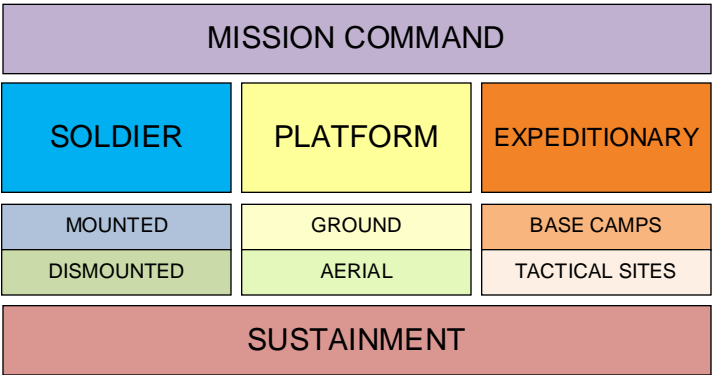 MISSION COMMAND
SOLDIER
PLATFORM
EXPEDITIONARY
MOUNTED
GROUND
BASE CAMPS
DISMOUNTED
AERIAL
TACTICAL SITES
SUSTAINMENT